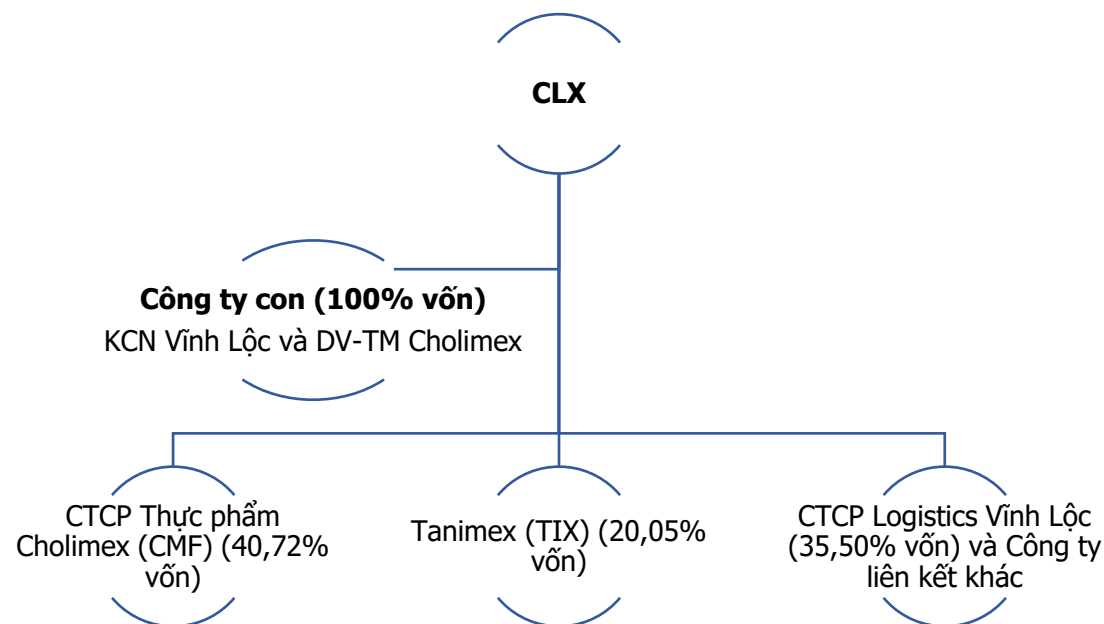 CLX
Công ty con (100% vốn)
KCN Vĩnh Lộc và DV-TM Cholimex
CTCP Thực phẩm
Cholimex (CMF) (40,72%
vốn)
Tanimex (TIX) (20,05%
vốn)
CTCP Logistics Vĩnh Lộc
(35,50% vốn) và Công ty
liên kết khác